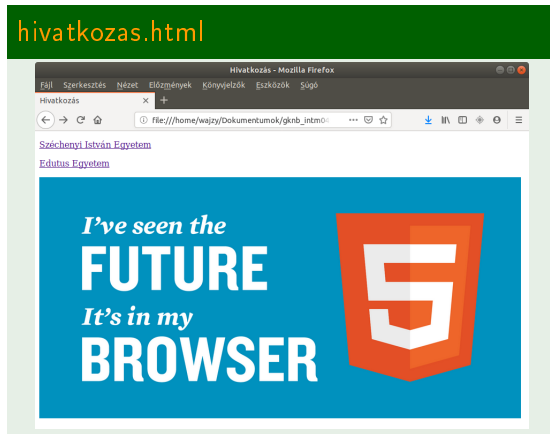 hivatkozas.html
Hivatkozás - Mozilla Firefox
Fájl Szerkesztés Nézet Előzmények Könyvjelzők Eszközök Súgó
Hivatkozás
file:///home/wajzy/Dokumentumok/gknb_intm04
Széchenyi István Egyetem
Edutus Egyetem
I've seen the
FUTURE
It's in my
BROWSER
5